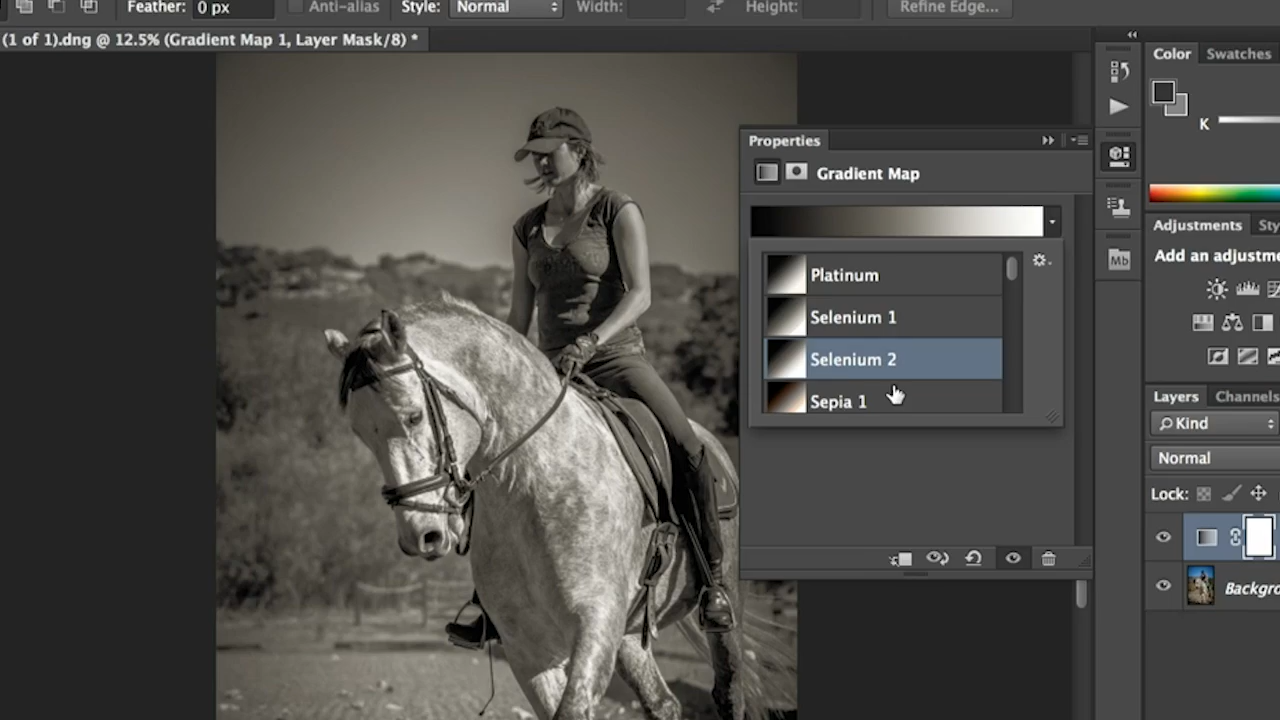 Feather: 0 px Anti-alias Style: Normal Width: Height: Refine Edge...
(1 of 1).dng @ 12.5% (Gradient Map 1, Layer Mask/8) *
Color Swatches
K
Properties
Gradient Map
Platinum
Selenium 1
Selenium 2
Sepia 1
Mb
Adjustments Sty
Add an adjustme
Layers Channels
Kind
Normal
Lock:
Backgro